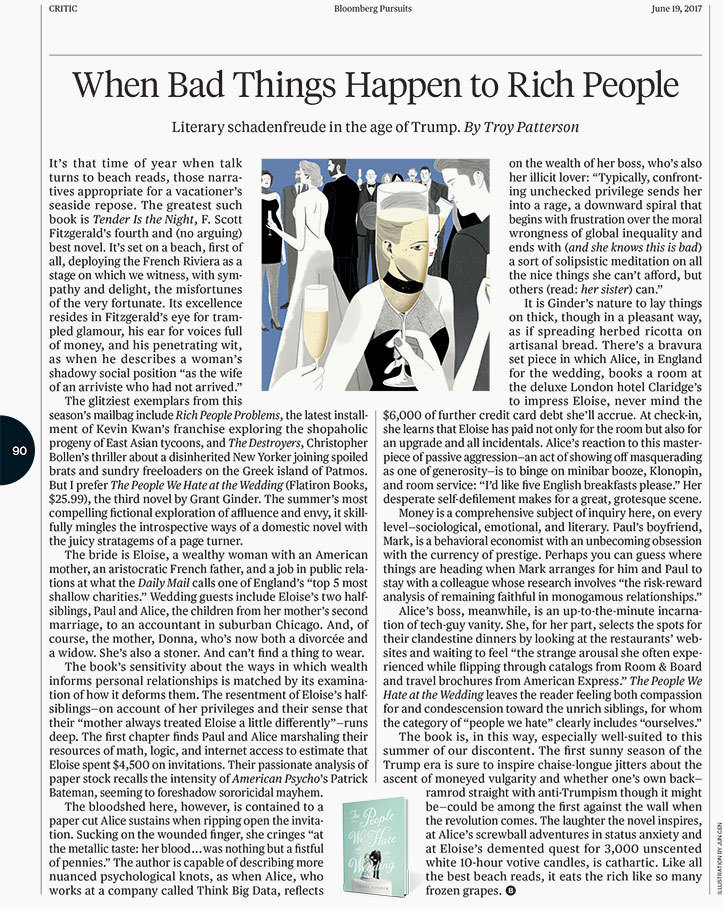 CRITIC
Bloomberg Pursuits
June 19, 2017
When Bad Things Happen to Rich People
Literary schadenfreude in the age of Trump. By Troy Patterson
It's that time of year when talk
turns to beach reads, those narra-
tives appropriate for a vacationer's
seaside repose. The greatest such
book is Tender Is the Night, F. Scott
Fitzgerald's fourth and (no arguing)
best novel. It's set on a beach, first of
all, deploying the French Riviera as a
stage on which we witness, with sym-
pathy and delight, the misfortunes
of the very fortunate. Its excellence
resides in Fitzgerald's eye for tram-
pled glamour, his ear for voices full
of money, and his penetrating wit,
as when he describes a woman's
shadowy social position "as the wife
of an arriviste who had not arrived."
The glitziest exemplars from this
season's mailbag include Rich People Problems, the latest install-
ment of Kevin Kwan's franchise exploring the shopaholic
progeny of East Asian tycoons, and The Destroyers, Christopher
Bollen's thriller about a disinherited New Yorker joining spoiled
brats and sundry freeloaders on the Greek island of Patmos.
But I prefer The People We Hate at the Wedding (Flatiron Books,
$25.99), the third novel by Grant Ginder. The summer's most
compelling fictional exploration of affluence and envy, it skill-
fully mingles the introspective ways of a domestic novel with
the juicy stratagems of a page turner.
The bride is Eloise, a wealthy woman with an American
mother, an aristocratic French father, and a job in public rela-
tions at what the Daily Mail calls one of England's "top 5 most
shallow charities." Wedding guests include Eloise's two half-
siblings, Paul and Alice, the children from her mother's second
marriage, to an accountant in suburban Chicago. And, of
course, the mother, Donna, who's now both a divorcée and
a widow. She's also a stoner. And can't find a thing to wear.
The book's sensitivity about the ways in which wealth
informs personal relationships is matched by its examina-
tion of how it deforms them. The resentment of Eloise's half-
siblings—on account of her privileges and their sense that
their "mother always treated Eloise a little differently"—runs
deep. The first chapter finds Paul and Alice marshaling their
resources of math, logic, and internet access to estimate that
Eloise spent $4,500 on invitations. Their passionate analysis of
paper stock recalls the intensity of American Psycho's Patrick
Bateman, seeming to foreshadow sororicidal mayhem.
The bloodshed here, however, is contained to a
paper cut Alice sustains when ripping open the invita-
tion. Sucking on the wounded finger, she cringes "at
the metallic taste: her blood...was nothing but a fistful
of pennies." The author is capable of describing more
nuanced psychological knots, as when Alice, who
works at a company called Think Big Data, reflects
on the wealth of her boss, who's also
her illicit lover: "Typically, confront-
ing unchecked privilege sends her
into a rage, a downward spiral that
begins with frustration over the moral
wrongness of global inequality and
ends with (and she knows this is bad)
a sort of solipsistic meditation on all
the nice things she can't afford, but
others (read: her sister) can."
It is Ginder's nature to lay things
on thick, though in a pleasant way,
as if spreading herbed ricotta on
artisanal bread. There's a bravura
set piece in which Alice, in England
for the wedding, books a room at
the deluxe London hotel Claridge's
to impress Eloise, never mind the
$6,000 of further credit card debt she'll accrue. At check-in,
she learns that Eloise has paid not only for the room but also for
an upgrade and all incidentals. Alice's reaction to this master-
piece of passive aggression—an act of showing off masquerading
as one of generosity—is to binge on minibar booze, Klonopin,
and room service: "I'd like five English breakfasts please." Her
desperate self-defilement makes for a great, grotesque scene.
Money is a comprehensive subject of inquiry here, on every
level—sociological, emotional, and literary. Paul's boyfriend,
Mark, is a behavioral economist with an unbecoming obsession
with the currency of prestige. Perhaps you can guess where
things are heading when Mark arranges for him and Paul to
stay with a colleague whose research involves "the risk-reward
analysis of remaining faithful in monogamous relationships."
Alice's boss, meanwhile, is an up-to-the-minute incarna-
tion of tech-guy vanity. She, for her part, selects the spots for
their clandestine dinners by looking at the restaurants' web-
sites and waiting to feel "the strange arousal she often expe-
rienced while flipping through catalogs from Room & Board
and travel brochures from American Express." The People We
Hate at the Wedding leaves the reader feeling both compassion
for and condescension toward the unrich siblings, for whom
the category of "people we hate" clearly includes "ourselves."
The book is, in this way, especially well-suited to this
summer of our discontent. The first sunny season of the
Trump era is sure to inspire chaise-longue jitters about the
ascent of moneyed vulgarity and whether one's own back—
ramrod straight with anti-Trumpism though it might
be—could be among the first against the wall when
the revolution comes. The laughter the novel inspires,
at Alice's screwball adventures in status anxiety and
at Eloise's demented quest for 3,000 unscented
white 10-hour votive candles, is cathartic. Like all
the best beach reads, it eats the rich like so many
frozen grapes. B
90
The People
We Hate
at the
Wedding
GRANT GINDER
ILLUSTRATION BY JUN CEN